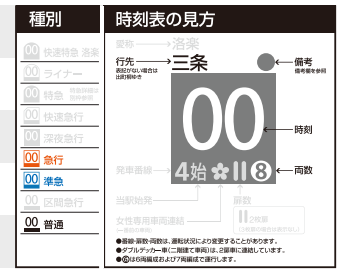 種別
00 快速特急 洛楽
00 ライナー
00 特急
00 快速急行
00 深夜急行
00 急行
00 準急
00 区間急行
00 普通
時刻表の見方
愛称 洛楽
行先 三条
表記がない場合は
出町柳ゆき
備考
備考欄を参照
00
時刻
発車番線 4始 8 両数
当駅始発 扉数
女性専用車両連結
2扉車
●番線・扉数・両数は、運転状況により変更することがあります。
●ダブルデッカー車(二階建て車両)は、2扉車に連結しています。
●⑥は6両編成および7両編成で運行します。